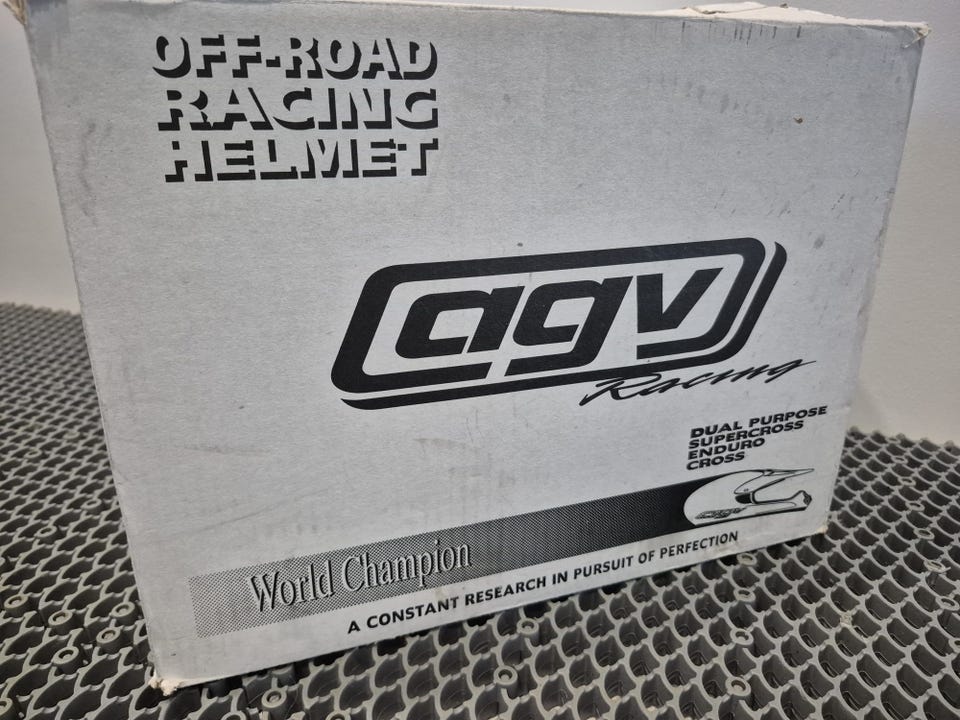 OFF-ROAD
RACING
HELMET
agv
Racing
DUAL PURPOSE
SUPERCROSS
ENDURO
CROSS
agv
World Champion
A CONSTANT RESEARCH IN PURSUIT OF PERFECTION